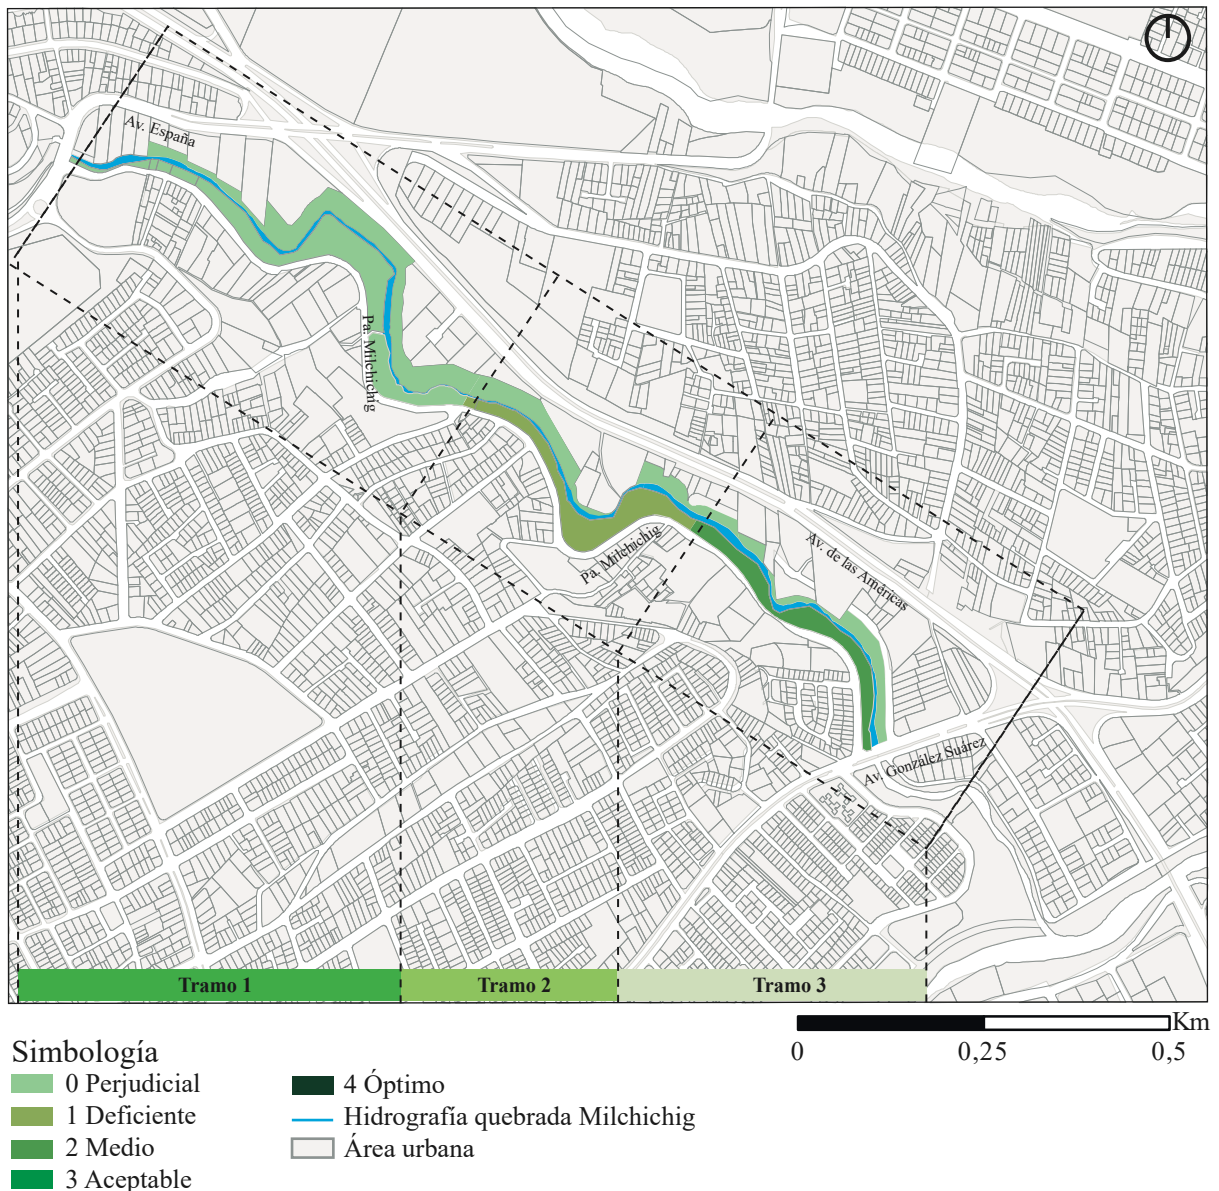 Av. España
Pa. Milchichig
Pa. Milchichig
Av. de las Américas
Av. González Suárez
Tramo 1
Tramo 2
Tramo 3
Km
0
0,25
0,5
Simbología
0 Perjudicial
1 Deficiente
2 Medio
3 Aceptable
4 Óptimo
Hidrografía quebrada Milchichig
Área urbana